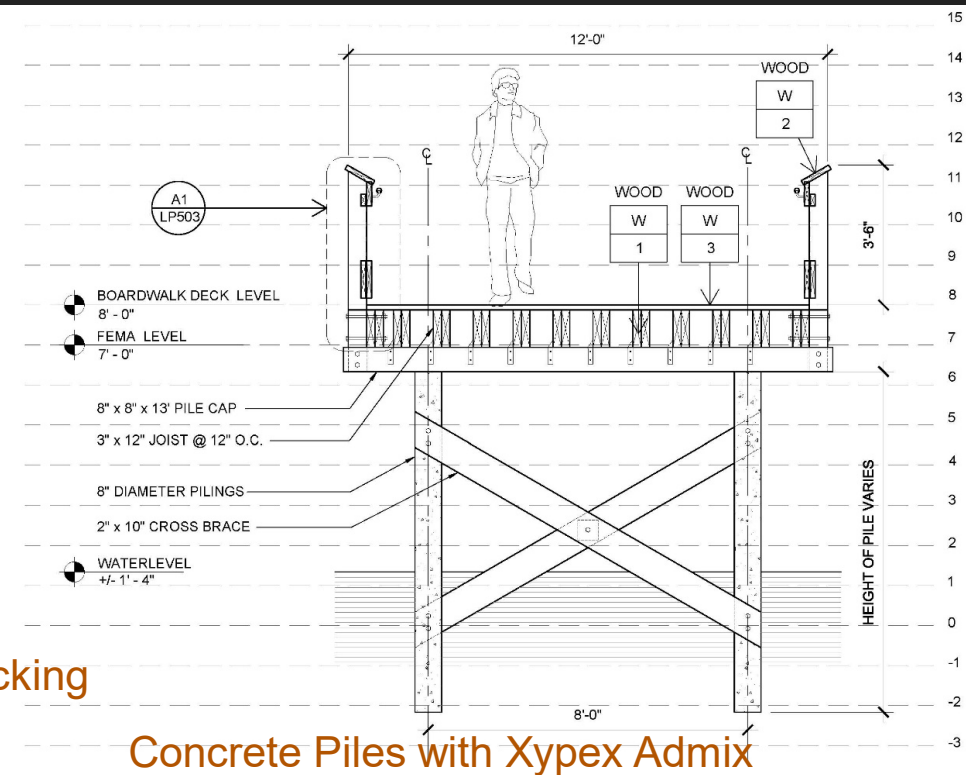 15
12'-0"
14
WOOD
13
W
2
12
CL
CL
11
A1
LP503
WOOD
WOOD
W
W
1
3
10
3'-6"
9
BOARDWALK DECK LEVEL
8' - 0"
8
FEMA LEVEL
7' - 0"
7
6
8" x 8" x 13' PILE CAP
5
3" x 12" JOIST @ 12" O.C.
4
8" DIAMETER PILINGS
3
2" x 10" CROSS BRACE
HEIGHT OF PILE VARIES
2
WATERLEVEL
+/- 1' - 4"
1
0
-1
cking
-2
8'-0"
-3
Concrete Piles with Xypex Admix